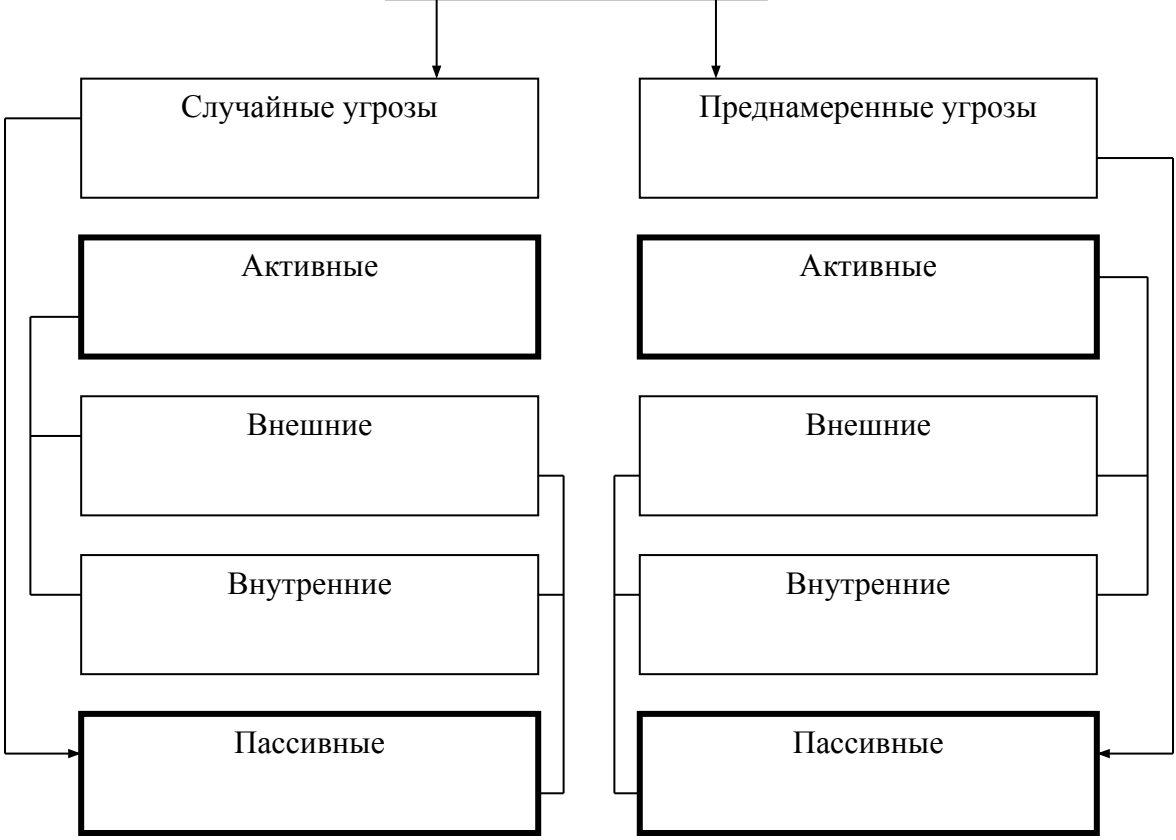 Случайные угрозы
Преднамеренные угрозы
Активные
Активные
Внешние
Внешние
Внутренние
Внутренние
Пассивные
Пассивные